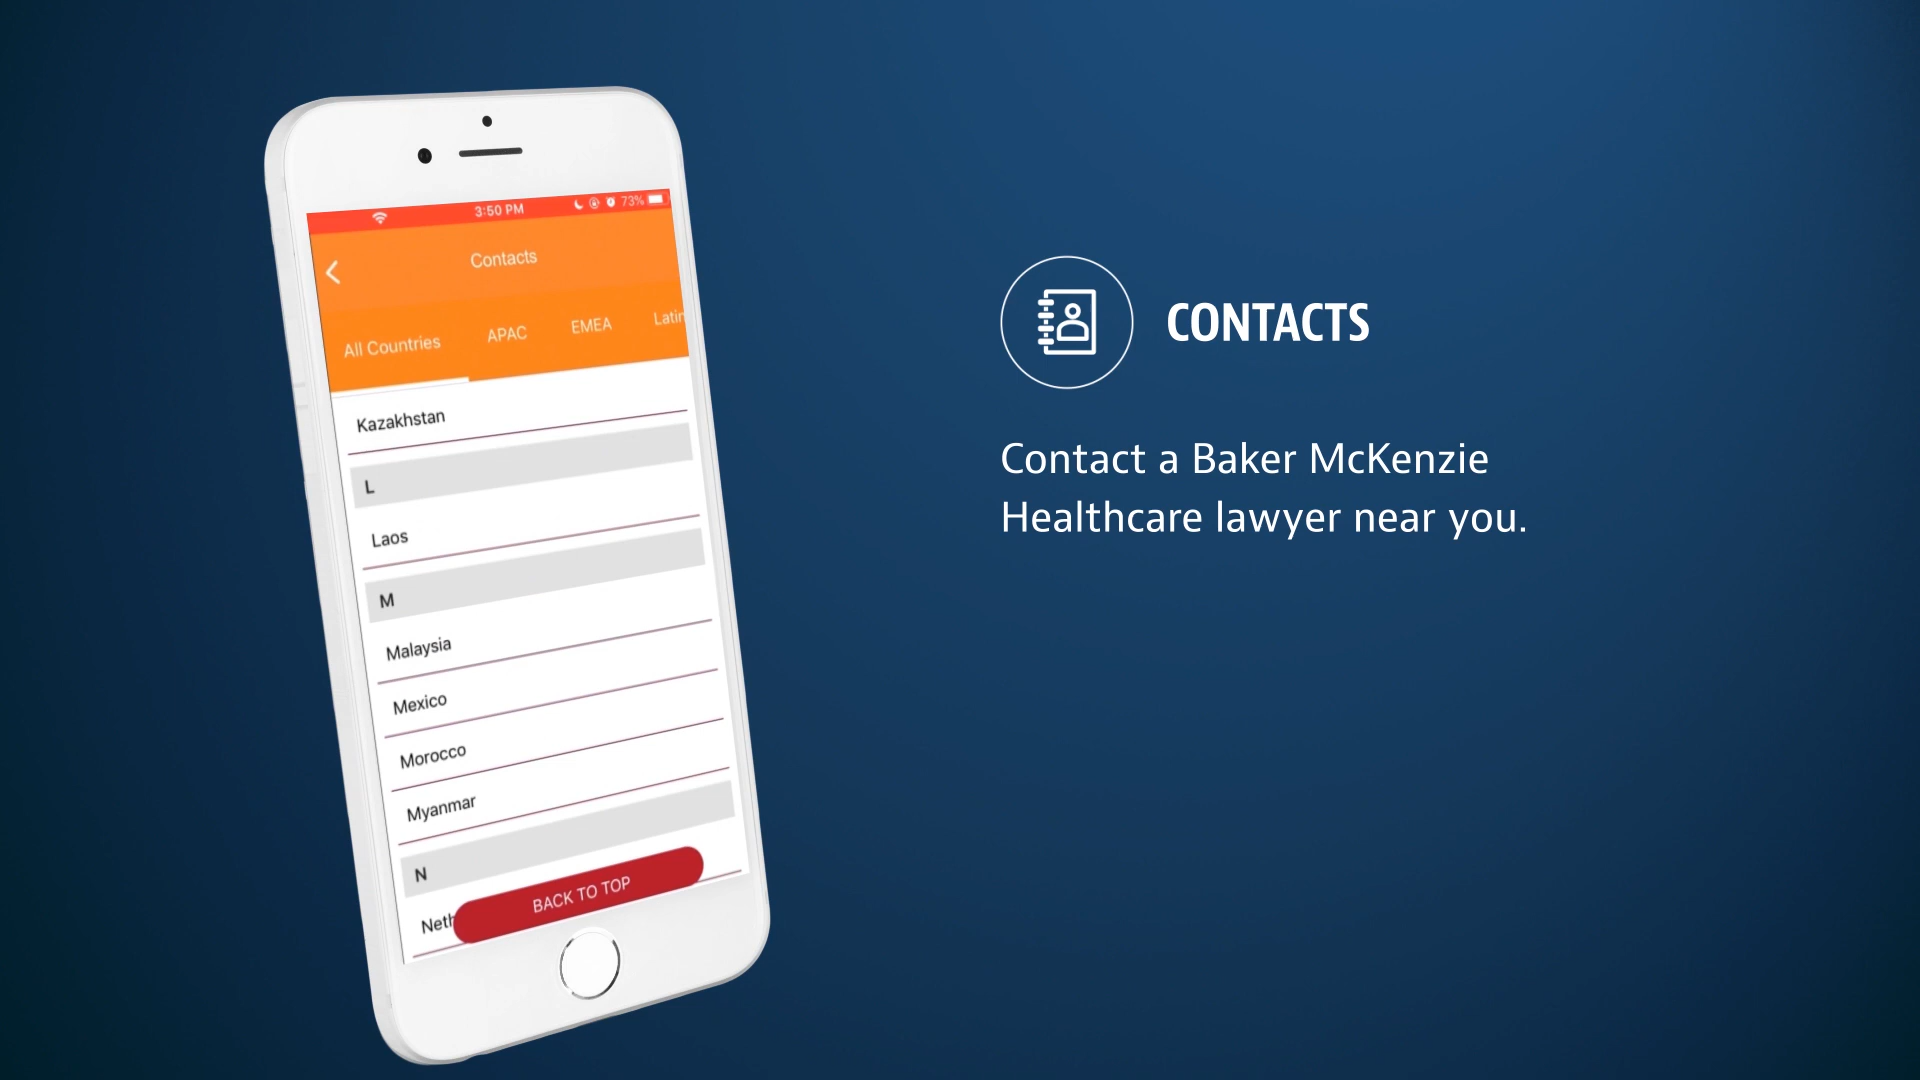 3:50 PM
73%
Contacts
All Countries
APAC
EMEA
Kazakhstan
L
Laos
M
Malaysia
Mexico
Morocco
Myanmar
N
BACK TO TOP
CONTACTS
Contact a Baker McKenzie
Healthcare lawyer near you.